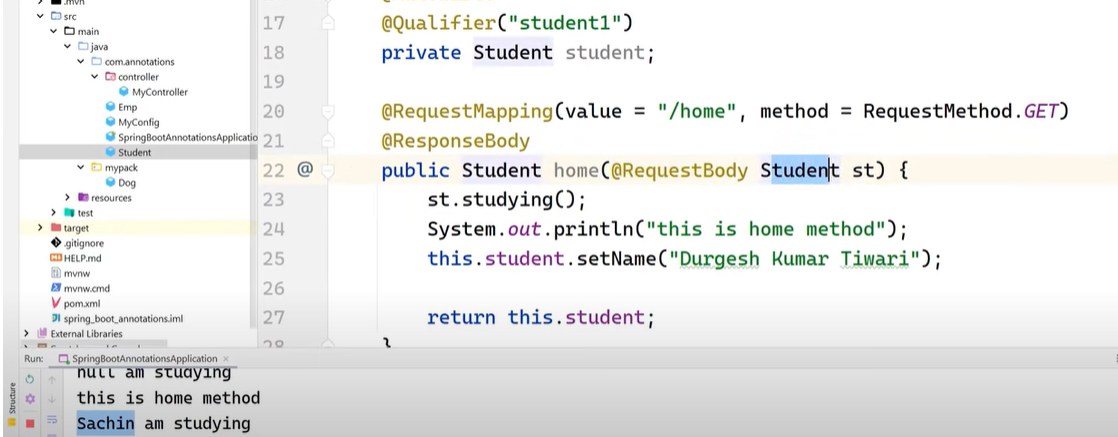 .mvn
src
main
java
com.annotations
controller
MyController
Emp
MyConfig
SpringBootAnnotationsApplicatio
Student
mypack
Dog
resources
test
target
.gitignore
HELP.md
mvnw
mvnw.cmd
pom.xml
spring_boot_annotations.iml
External Libraries
17 @Qualifier("student1")
18 private Student student;
19
20 @RequestMapping(value = "/home", method = RequestMethod.GET)
21 @ResponseBody
22 @ public Student home(@RequestBody Student st) {
23 st.studying();
24 System.out.println("this is home method");
25 this.student.setName("Durgesh Kumar Tiwari");
26
27 return this.student;
28 }
Run: SpringBootAnnotationsApplication ×
null am studying
this is home method
Sachin am studying
Structure